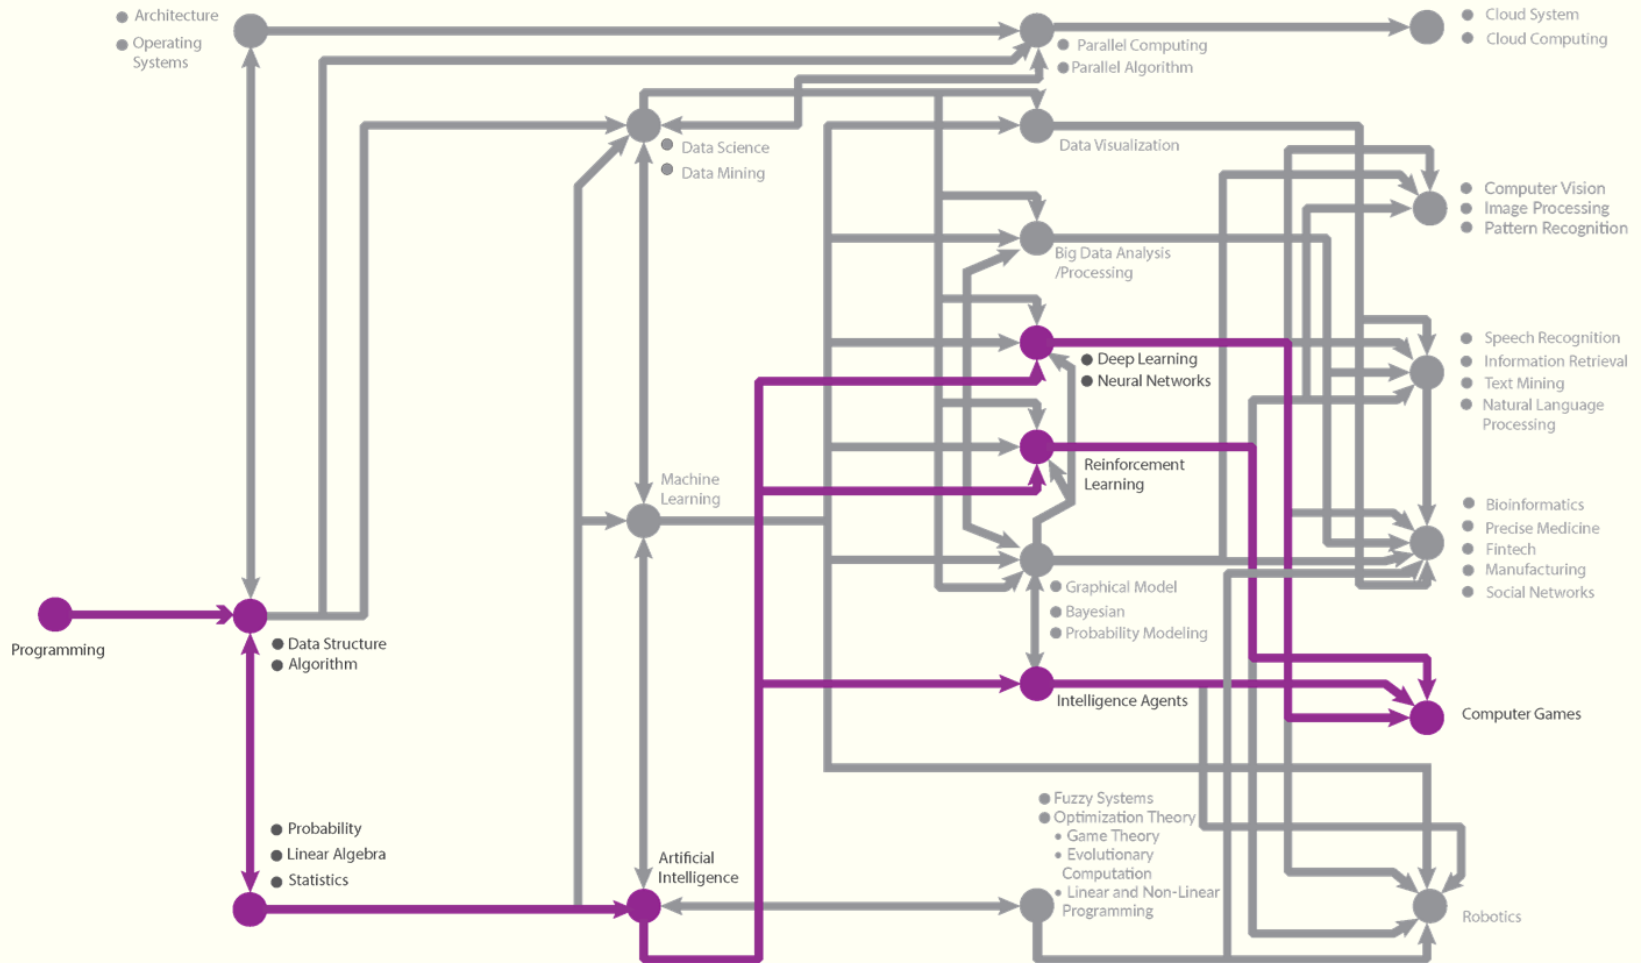 Architecture
Operating
Systems
Parallel Computing
Parallel Algorithm
Cloud System
Cloud Computing
Data Science
Data Mining
Data Visualization
Computer Vision
Image Processing
Pattern Recognition
Big Data Analysis
/Processing
Deep Learning
Neural Networks
Speech Recognition
Information Retrieval
Text Mining
Natural Language
Processing
Machine
Learning
Reinforcement
Learning
Bioinformatics
Precise Medicine
Fintech
Manufacturing
Social Networks
Graphical Model
Bayesian
Probability Modeling
Programming
Data Structure
Algorithm
Intelligence Agents
Computer Games
Probability
Linear Algebra
Statistics
Artificial
Intelligence
Fuzzy Systems
Optimization Theory
Game Theory
Evolutionary
Computation
Linear and Non-Linear
Programming
Robotics